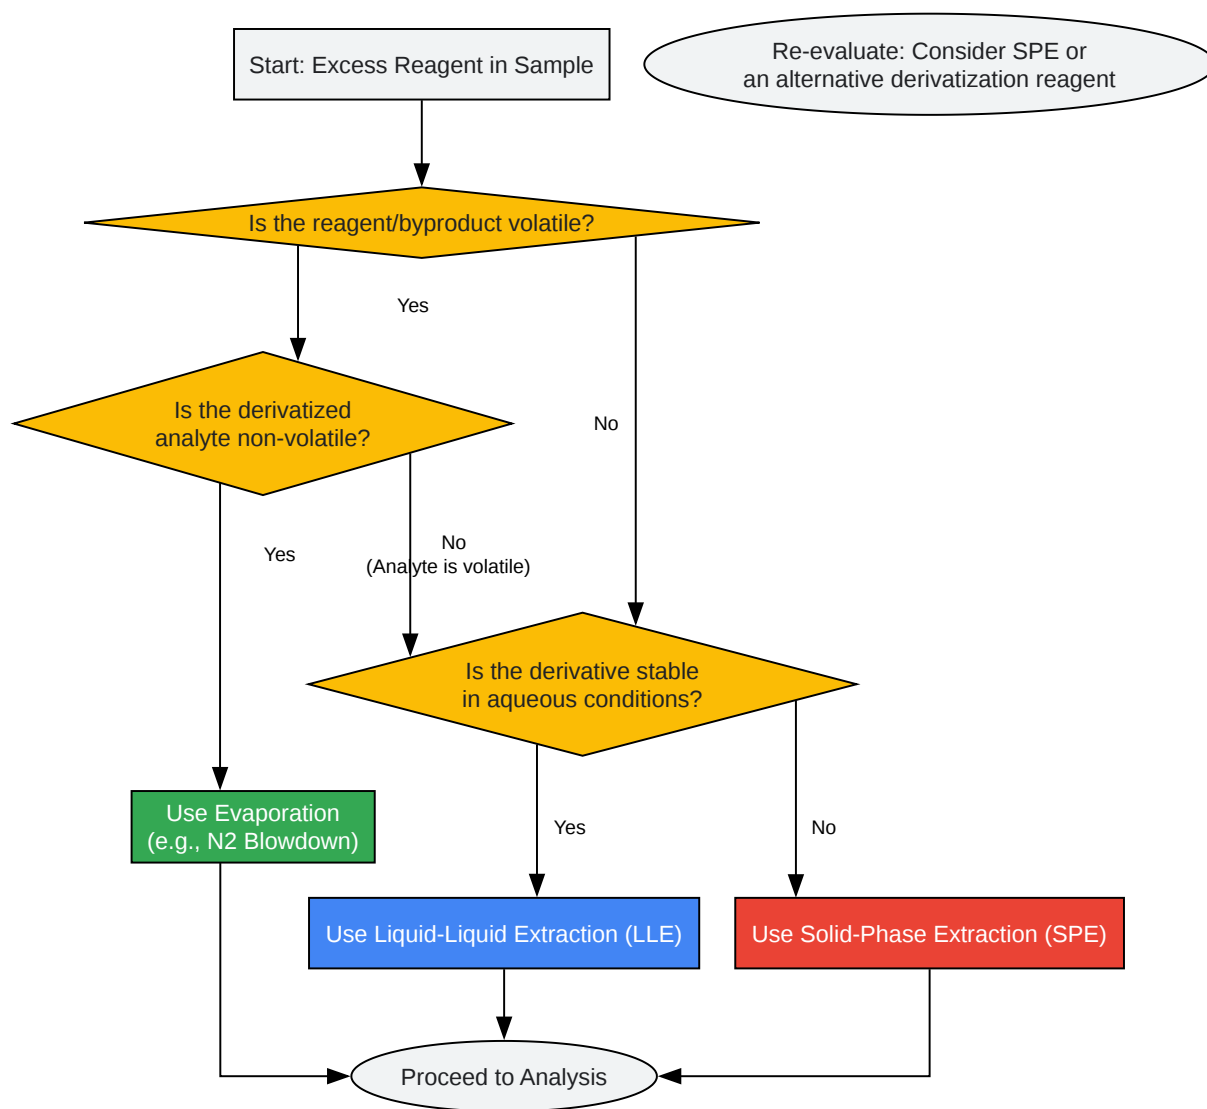 Start: Excess Reagent in Sample
Re-evaluate: Consider SPE or
an alternative derivatization reagent
Is the reagent/byproduct volatile?
Yes
Is the derivatized
analyte non-volatile?
No
Yes
No
(Analyte is volatile)
Is the derivative stable
in aqueous conditions?
Use Evaporation
(e.g., N2 Blowdown)
Yes
No
Use Liquid-Liquid Extraction (LLE)
Use Solid-Phase Extraction (SPE)
Proceed to Analysis